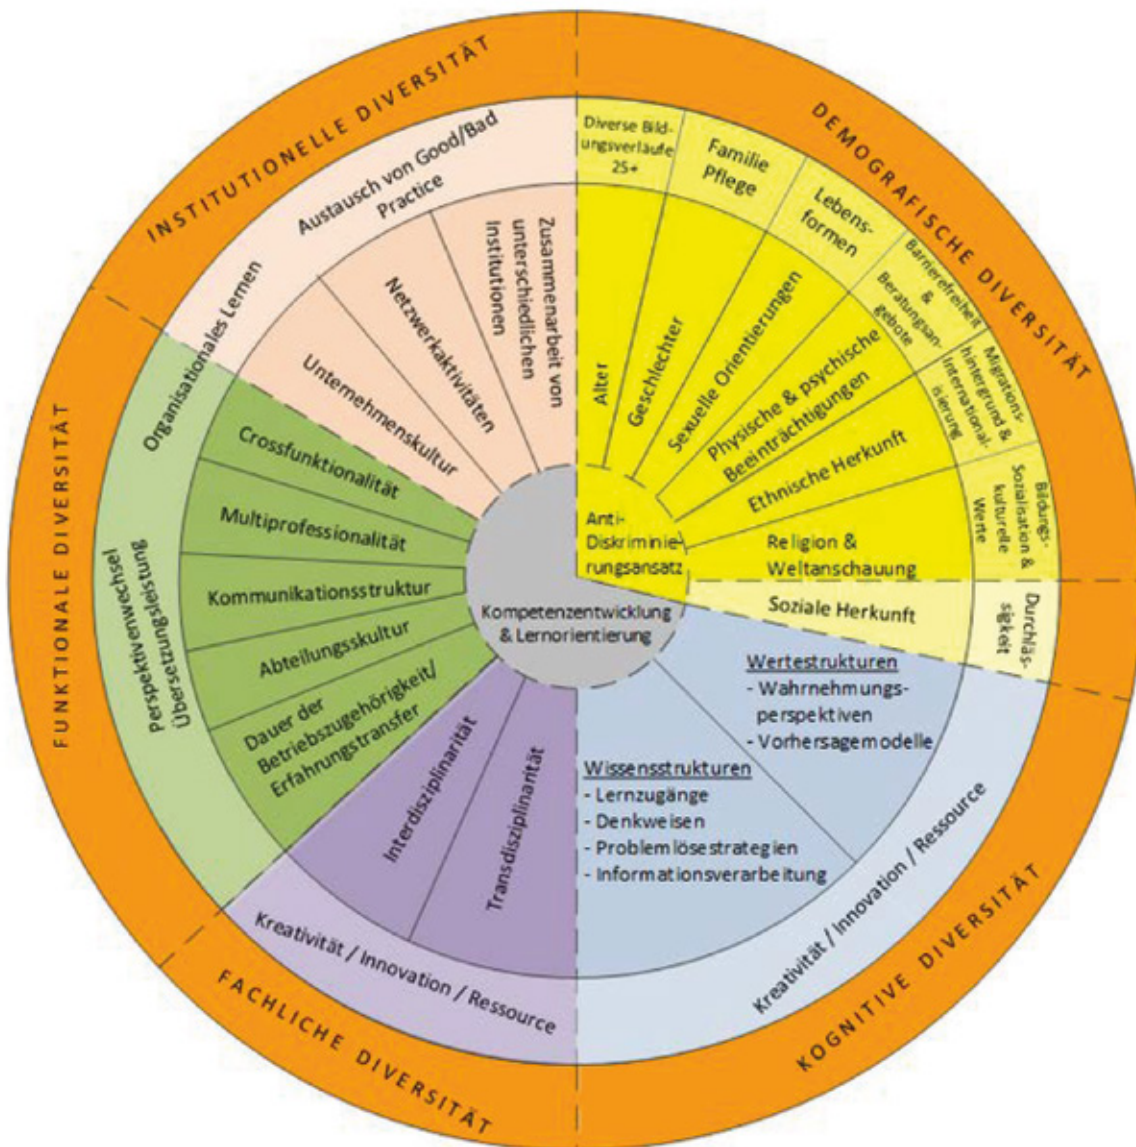 INSTITUTIONELLE DIVERSITÄT
DEMOGRAFISCHE DIVERSITÄT
KOGNITIVE DIVERSITÄT
FACHLICHE DIVERSITÄT
FUNKTIONALE DIVERSITÄT
Organisationales Lernen
Austausch von Good/Bad
Practice
Unternehmenskultur
Netzwerkaktivitäten
Zusammenarbeit von
unterschiedlichen
Institutionen
Diverse Bild-
ungsverläufe
25+
Familie
Pflege
Lebens-
formen
Barrierefreiheit
&
Beratungsan-
gebote
Migrations-
hintergrund &
International-
isierung
Bildungs-
Sozialisation &
kulturelle
Werte
Durchläs-
sigkeit
Alter
Geschlechter
Sexuelle Orientierungen
Physische & psychische
Beeinträchtigungen
Ethnische Herkunft
Religion &
Weltanschauung
Soziale Herkunft
Anti-
Diskriminie-
rungsansatz
Kompetenzentwicklung
& Lernorientierung
Wertestrukturen
- Wahrnehmungs-
perspektiven
- Vorhersagemodelle
Wissensstrukturen
- Lernzugänge
- Denkweisen
- Problemlösestrategien
- Informationsverarbeitung
Kreativität / Innovation / Ressource
Transdisziplinarität
Interdisziplinarität
Kreativität / Innovation / Ressource
Crossfunktionalität
Multiprofessionalität
Kommunikationsstruktur
Abteilungskultur
Dauer der
Betriebszugehörigkeit/
Erfahrungstransfer
Perspektivenwechsel
Übersetzungsleistung